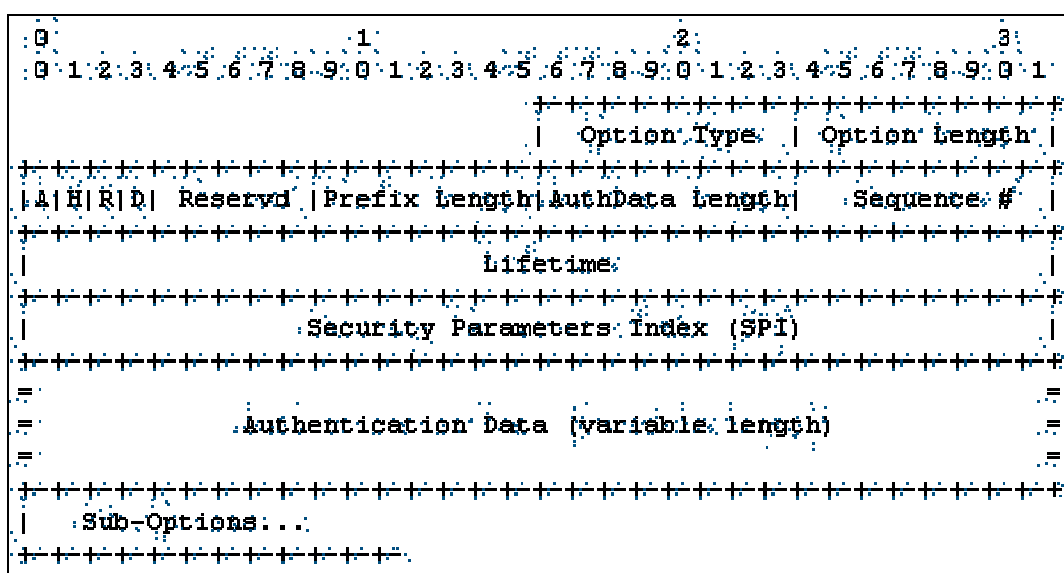 0                   1                   2                   3
0 1 2 3 4 5 6 7 8 9 0 1 2 3 4 5 6 7 8 9 0 1 2 3 4 5 6 7 8 9 0 1
+-+-+-+-+-+-+-+-+-+-+-+-+-+-+-+-+
| Option Type | Option Length |
+-+-+-+-+-+-+-+-+-+-+-+-+-+-+-+-+-+-+-+-+-+-+-+-+-+-+-+-+-+-+-+-+
|A|H|R|D| Reservd |Prefix Length|AuthData Length| Sequence # |
+-+-+-+-+-+-+-+-+-+-+-+-+-+-+-+-+-+-+-+-+-+-+-+-+-+-+-+-+-+-+-+-+
| Lifetime |
+-+-+-+-+-+-+-+-+-+-+-+-+-+-+-+-+-+-+-+-+-+-+-+-+-+-+-+-+-+-+-+-+
| Security Parameters Index (SPI) |
+-+-+-+-+-+-+-+-+-+-+-+-+-+-+-+-+-+-+-+-+-+-+-+-+-+-+-+-+-+-+-+-+
= =
= Authentication Data (variable length) =
= =
+-+-+-+-+-+-+-+-+-+-+-+-+-+-+-+-+-+-+-+-+-+-+-+-+-+-+-+-+-+-+-+-+
| Sub-Options...
+-+-+-+-+-+-+-+-+-+-+-+-